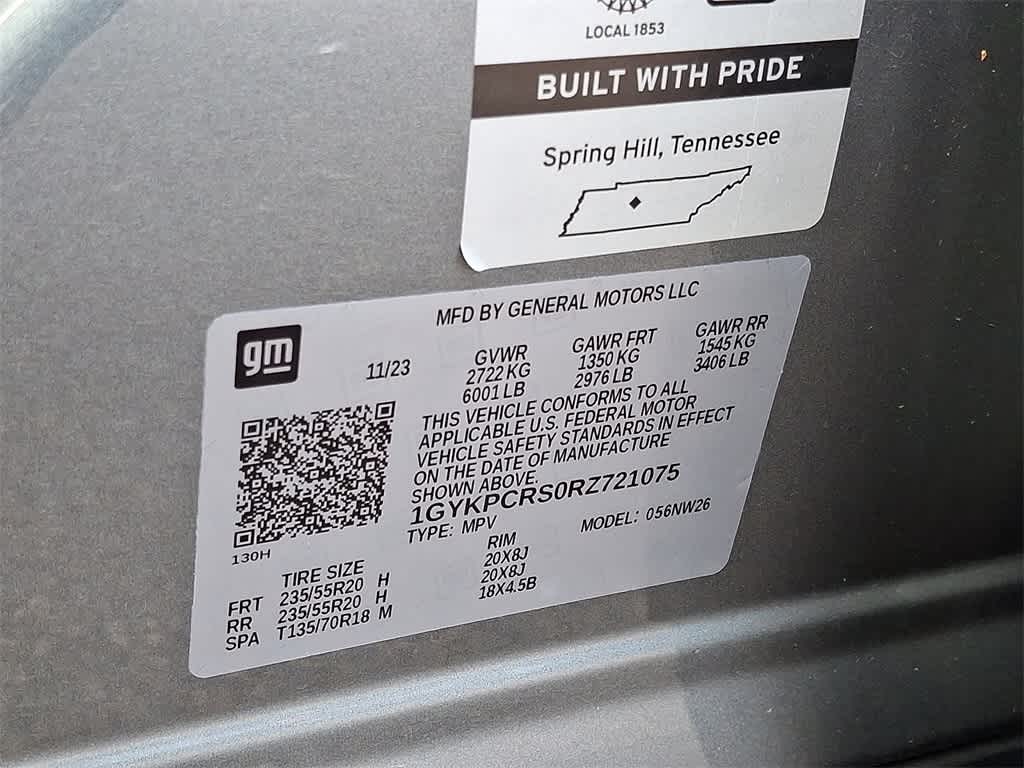 LOCAL 1853
BUILT WITH PRIDE
Spring Hill, Tennessee
MFD BY GENERAL MOTORS LLC
gm
11/23
GVWR
2722 KG
6001 LB
GAWR FRT
1350 KG
2976 LB
GAWR RR
1545 KG
3406 LB
THIS VEHICLE CONFORMS TO ALL
APPLICABLE U.S. FEDERAL MOTOR
VEHICLE SAFETY STANDARDS IN EFFECT
ON THE DATE OF MANUFACTURE
SHOWN ABOVE.
1GYKPCRS0RZ721075
TYPE: MPV MODEL: 056NW26
130H
TIRE SIZE RIM
FRT 235/55R20 H 20X8J
RR 235/55R20 H 20X8J
SPA T135/70R18 M 18X4.5B